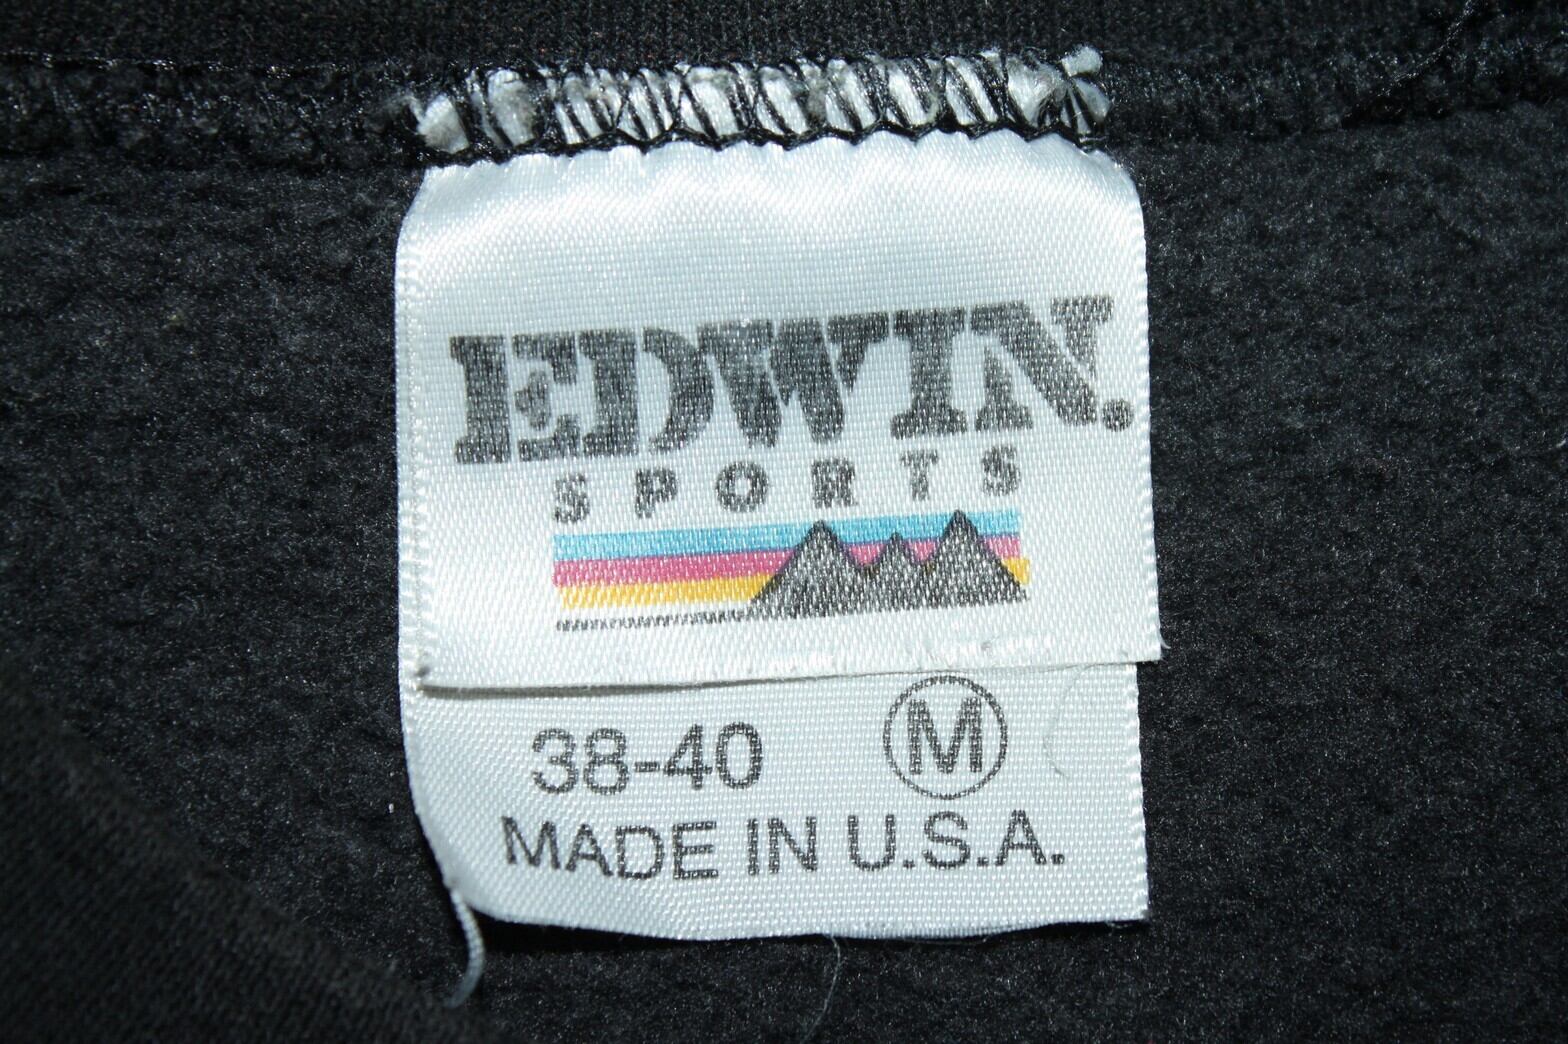 EDWIN.
SPORTS
38-40 M
MADE IN U.S.A.